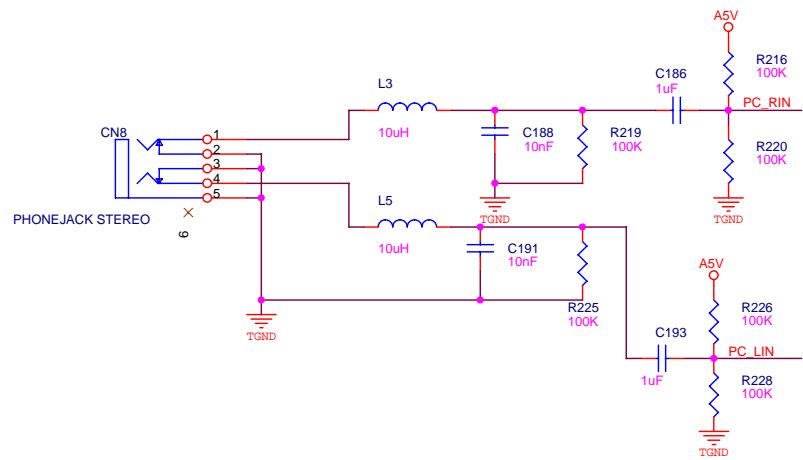 A5V
R216
100K
L3
C186
1uF
PC_RIN
10uH
CN8
1
2
3
4
5
C188
10nF
R219
100K
R220
100K
TGND
PHONEJACK STEREO
6
L5
10uH
C191
10nF
A5V
R225
100K
R226
100K
TGND
C193
1uF
PC_LIN
R228
100K
TGND
TGND